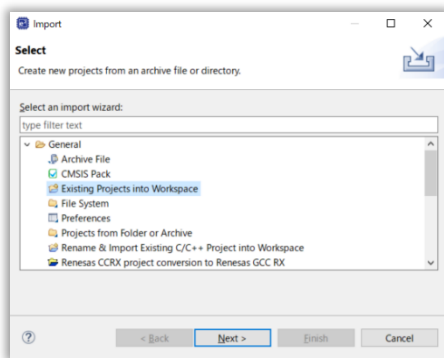 Import
Select
Create new projects from an archive file or directory.
Select an import wizard:
type filter text
General
Archive File
CMSIS Pack
Existing Projects into Workspace
File System
Preferences
Projects from Folder or Archive
Rename & Import Existing C/C++ Project into Workspace
Renesas CCRX project conversion to Renesas GCC RX
? < Back Next > Finish Cancel